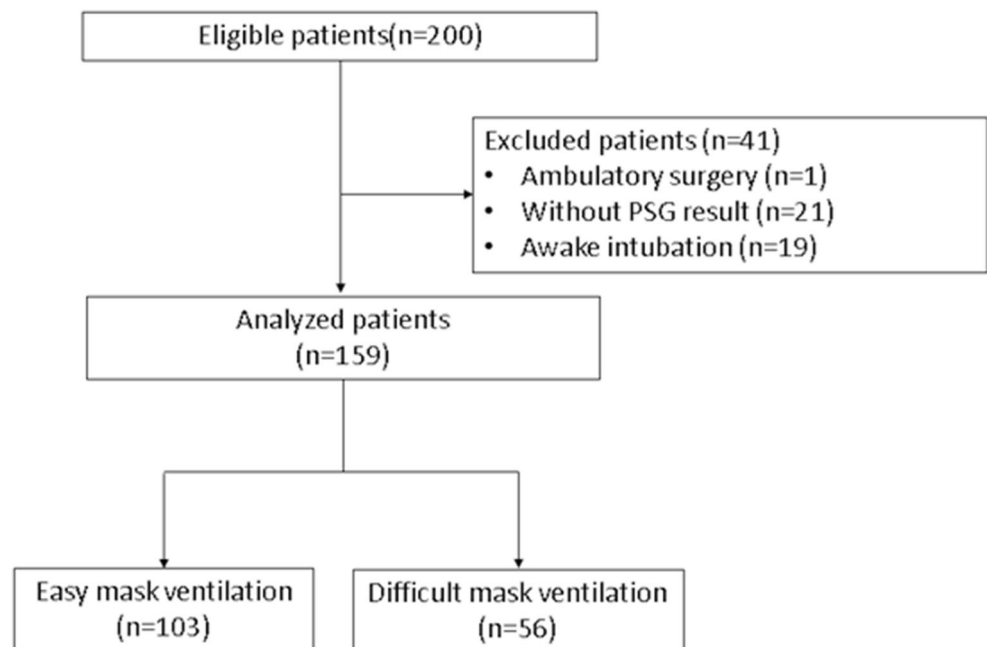 Eligible patients(n=200)
Excluded patients (n=41)
• Ambulatory surgery (n=1)
• Without PSG result (n=21)
• Awake intubation (n=19)
Analyzed patients
(n=159)
Easy mask ventilation
(n=103)
Difficult mask ventilation
(n=56)